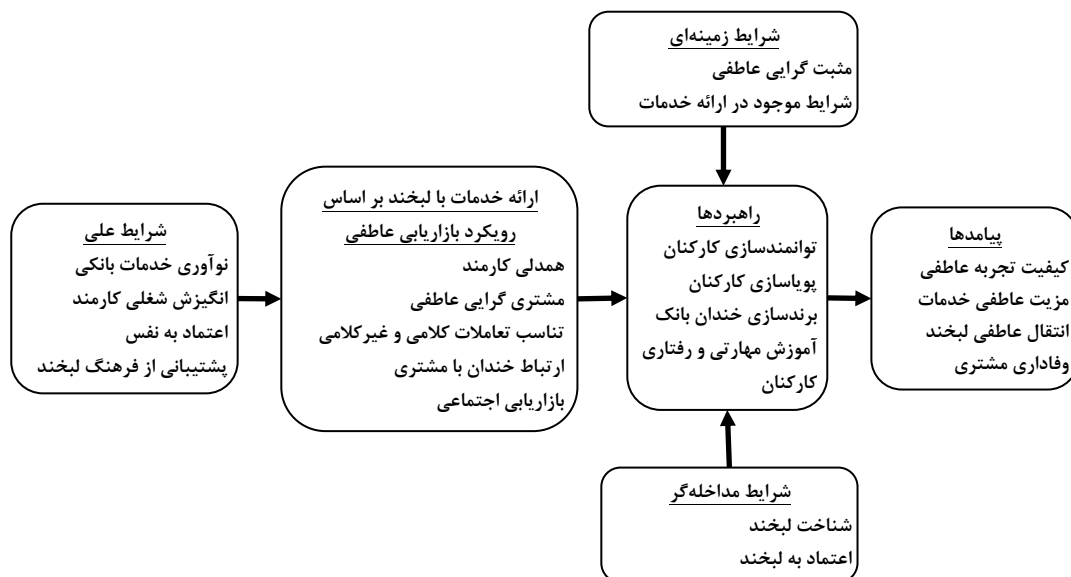 شرایط زمینه‌ای
مثبت گرایی عاطفی
شرایط موجود در ارائه خدمات
شرایط علی
نوآوری خدمات بانکی
انگیزش شغلی کارمند
اعتماد به نفس
پشتیبانی از فرهنگ لبخند
ارائه خدمات با لبخند بر اساس
رویکرد بازاریابی عاطفی
همدلی کارمند
مشتری گرایی عاطفی
تناسب تعاملات کلامی و غیرکلامی
ارتباط خندان با مشتری
بازاریابی اجتماعی
راهبردها
توانمندسازی کارکنان
پویاسازی کارکنان
برندسازی خندان بانک
آموزش مهارتی و رفتاری
کارکنان
پیامدها
کیفیت تجربه عاطفی
مزیت عاطفی خدمات
انتقال عاطفی لبخند
وفاداری مشتری
شرایط مداخله‌گر
شناخت لبخند
اعتماد به لبخند